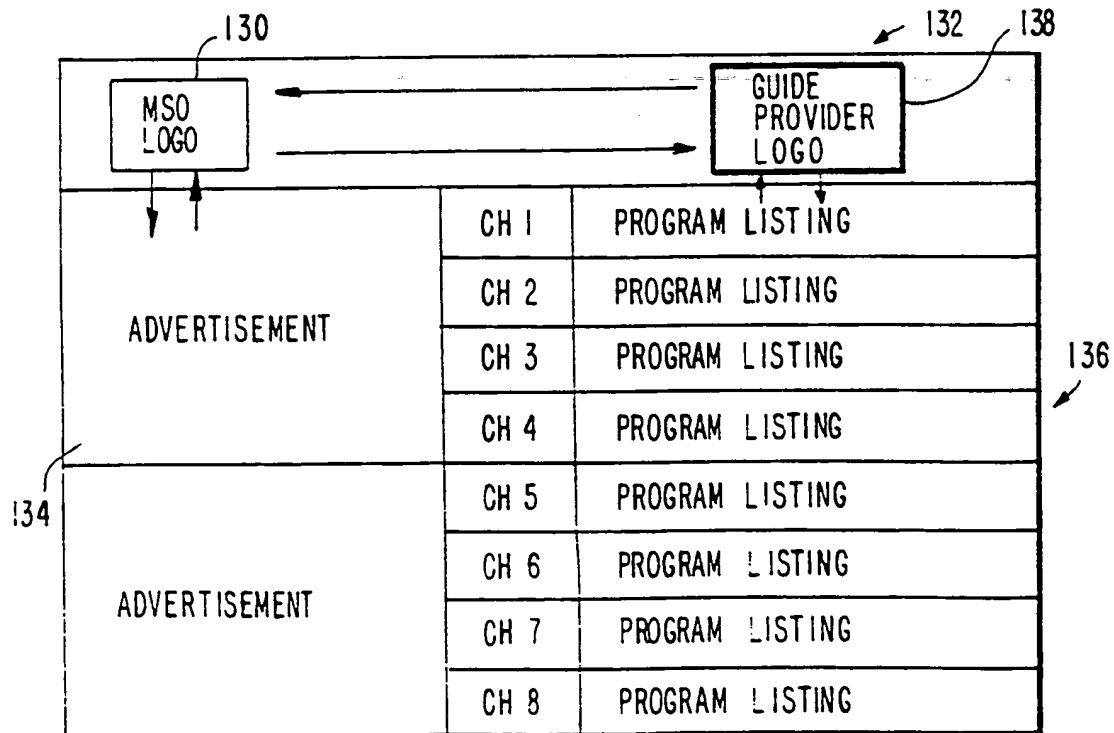 130
132
138
MSO
LOGO
GUIDE
PROVIDER
LOGO
CH 1 PROGRAM LISTING
CH 2 PROGRAM LISTING
ADVERTISEMENT
CH 3 PROGRAM LISTING
136
CH 4 PROGRAM LISTING
134
CH 5 PROGRAM LISTING
CH 6 PROGRAM LISTING
ADVERTISEMENT
CH 7 PROGRAM LISTING
CH 8 PROGRAM LISTING